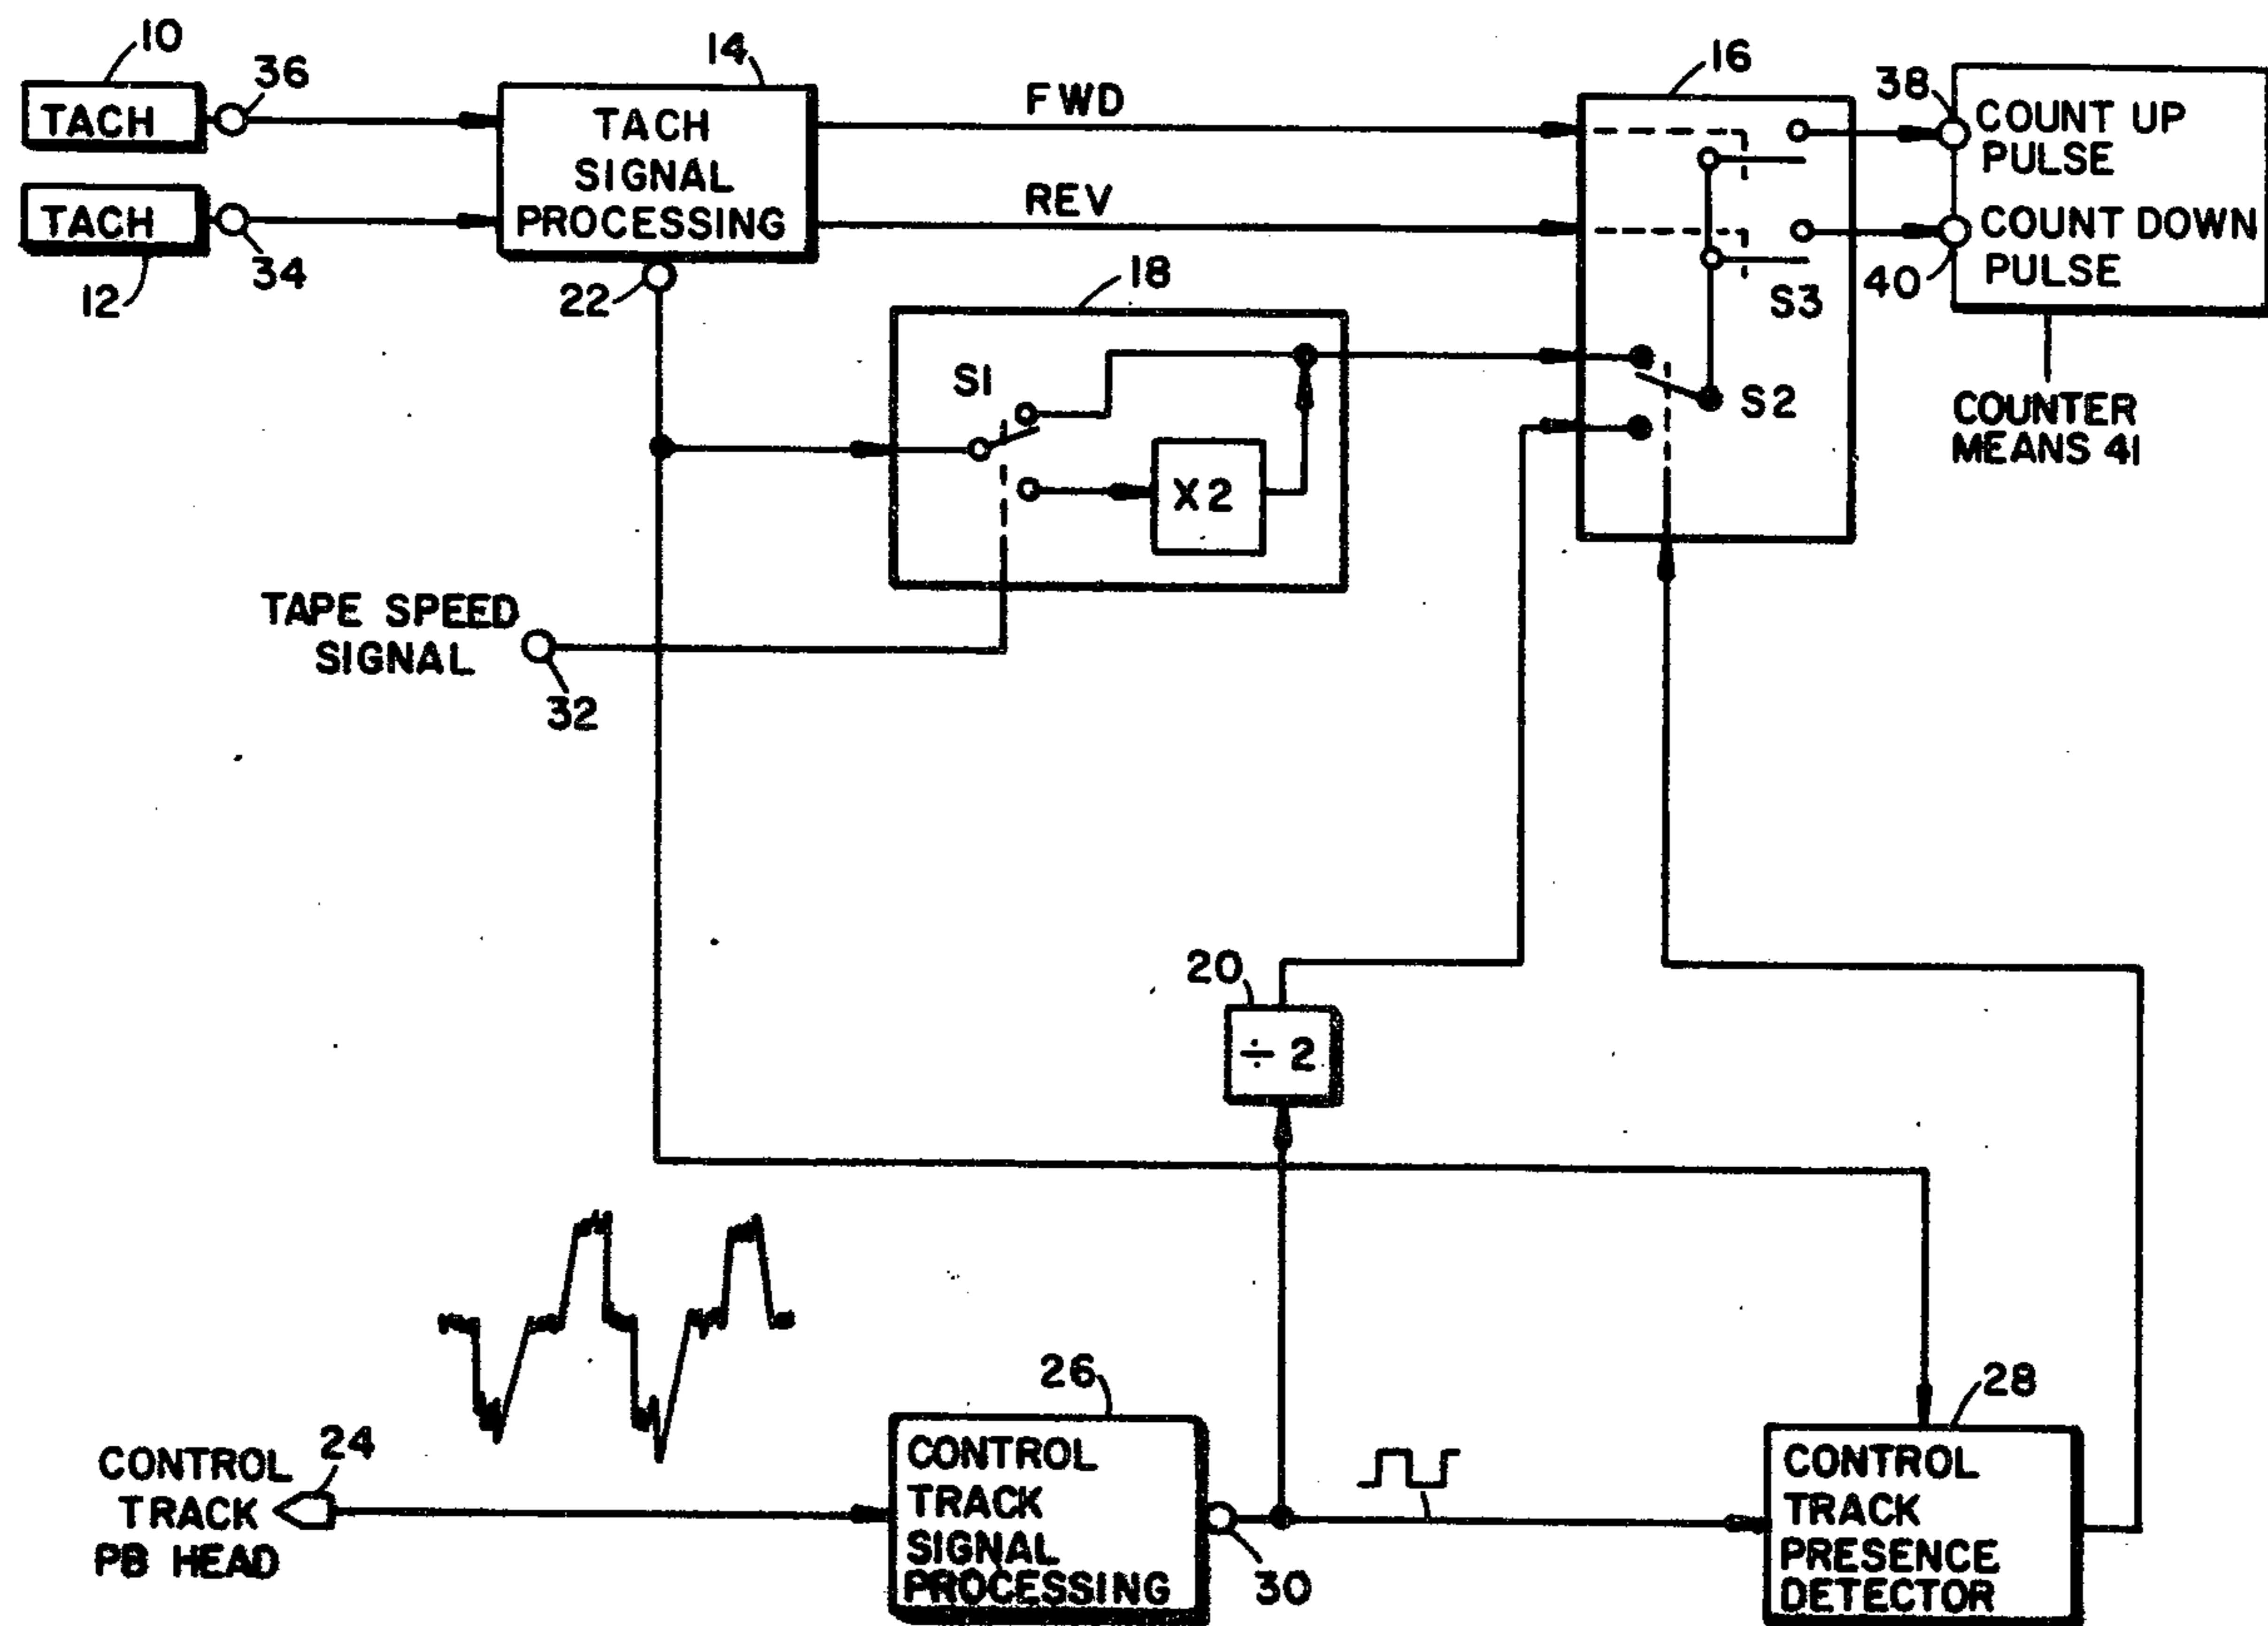 10
36
TACH
14
TACH
SIGNAL
PROCESSING
FWD
16
38
COUNT UP
PULSE
TACH
12
34
22
REV
S3
COUNT DOWN
PULSE
40
18
S1
X2
S2
COUNTER
MEANS 41
TAPE SPEED
SIGNAL
32
20
÷ 2
CONTROL
TRACK
PB HEAD
24
26
CONTROL
TRACK
SIGNAL
PROCESSING
30
28
CONTROL
TRACK
PRESENCE
DETECTOR